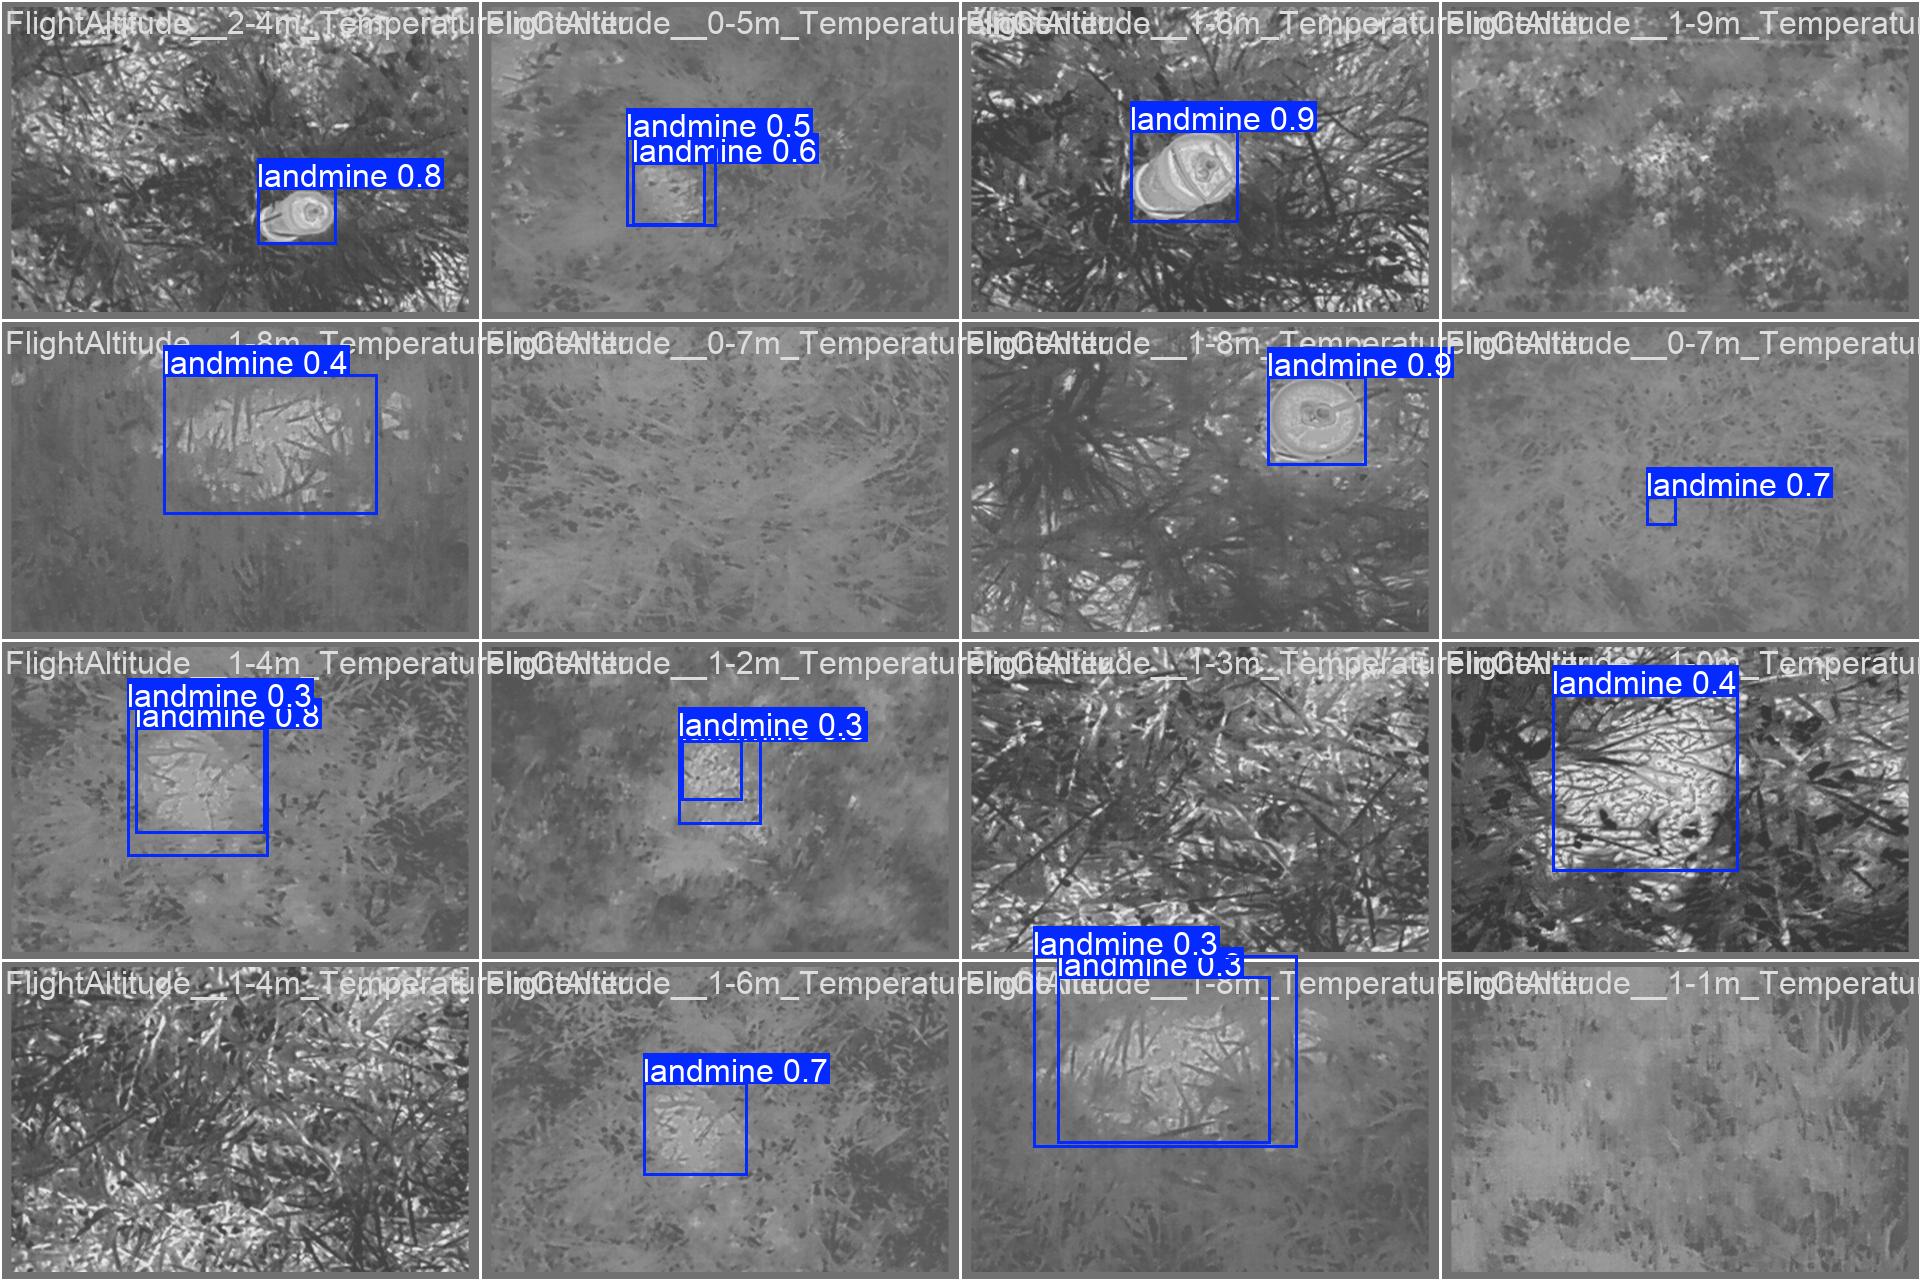 FlightAltitude__2-4m_Temperature
FlightAltitude__0-5m_Temperature
FlightAltitude__1-6m_Temperature
FlightAltitude__1-9m_Temperatur
landmine 0.8
landmine 0.5
landmine 0.6
landmine 0.9
FlightAltitude__1-8m_Temperature
FlightAltitude__0-7m_Temperature
FlightAltitude__1-8m_Temperature
FlightAltitude__0-7m_Temperatur
landmine 0.4
landmine 0.9
landmine 0.7
FlightAltitude__1-4m_Temperature
FlightAltitude__1-2m_Temperature
FlightAltitude__1-3m_Temperature
landmine 0.3
landmine 0.8
landmine 0.3
landmine 0.4
landmine 0.3
landmine 0.3
FlightAltitude__1-4m_Temperature
FlightAltitude__1-6m_Temperature
FlightAltitude__1-8m_Temperature
FlightAltitude__1-1m_Temperatur
landmine 0.7